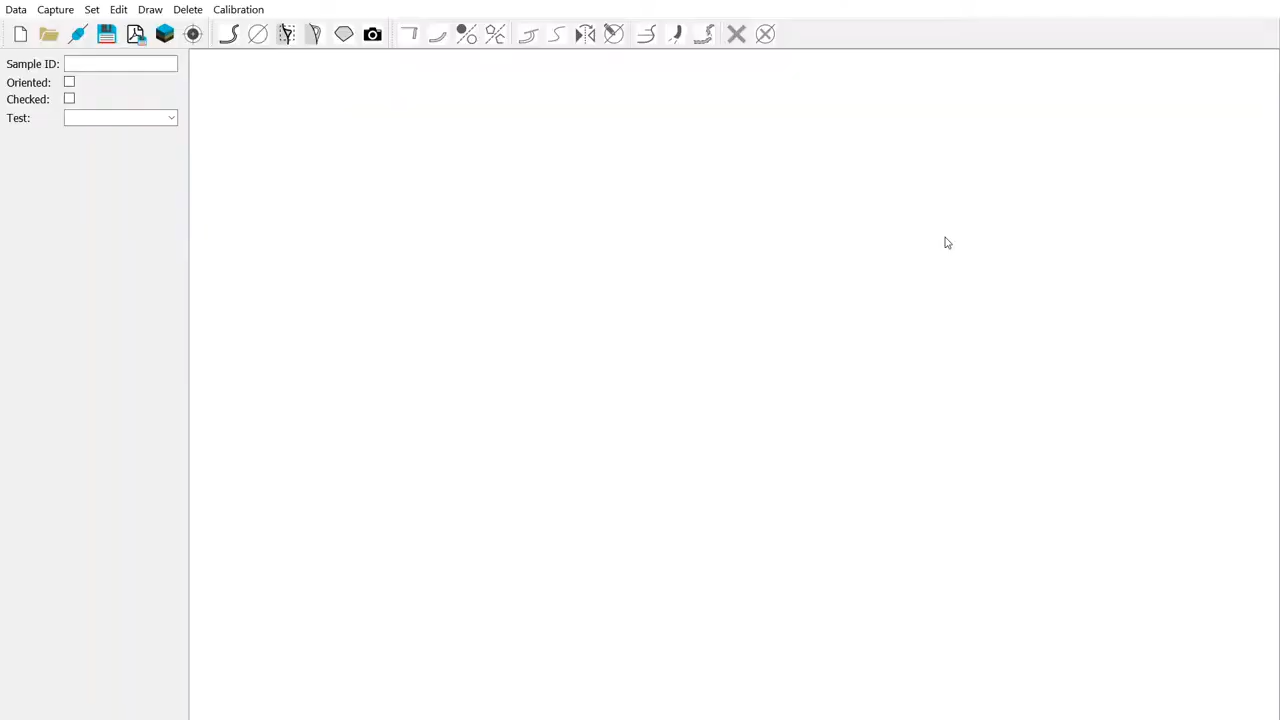 Data Capture Set Edit Draw Delete Calibration
Sample ID:
Oriented:
Checked:
Test: